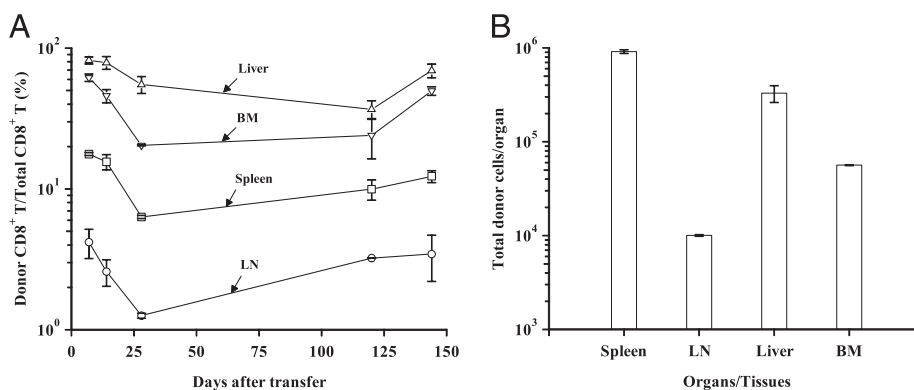 A
Donor CD8+ T/Total CD8+ T (%)
10²
10¹
10⁰
Liver
BM
Spleen
LN
0 25 50 75 100 125 150
Days after transfer
B
Total donor cells/organ
10⁶
10⁵
10⁴
10³
Spleen LN Liver BM
Organs/Tissues